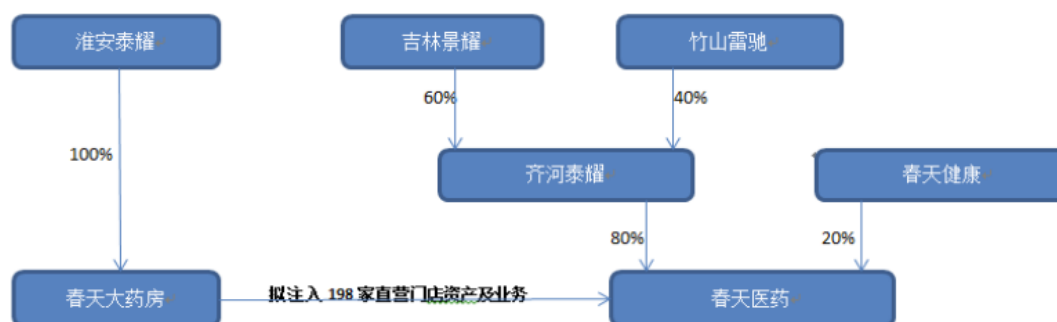 淮安泰耀
吉林景耀
竹山雷驰
60%
40%
100%
齐河泰耀
春天健康
80%
20%
春天大药房
拟注入 198 家直营门店资产及业务
春天医药